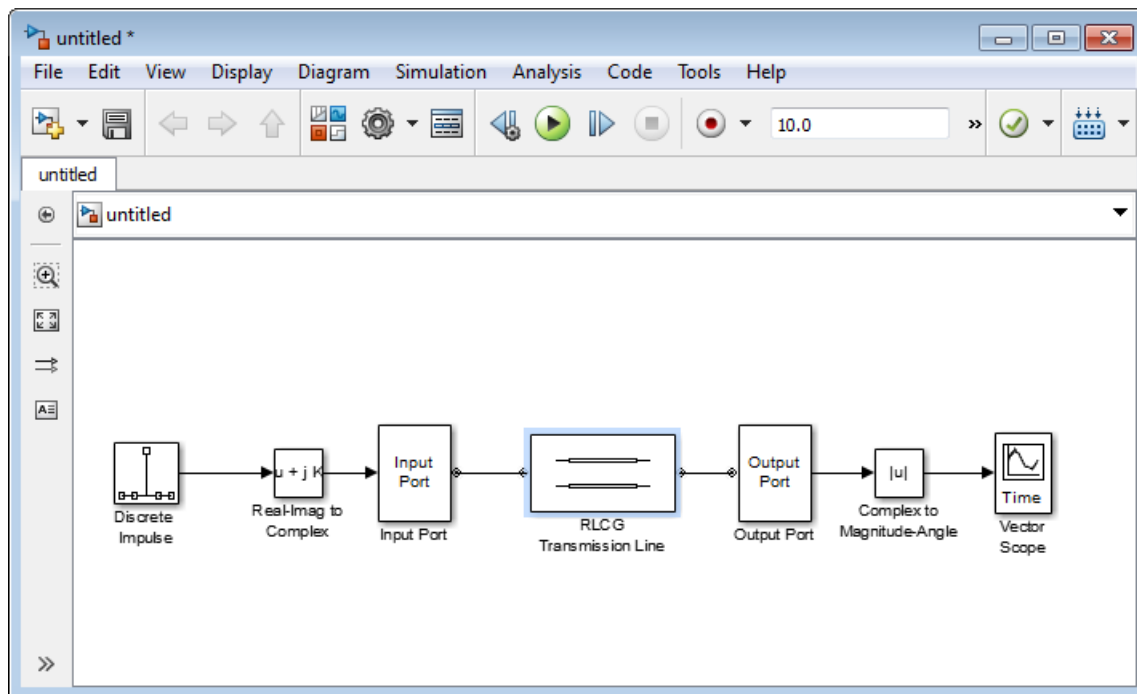 untitled *
File Edit View Display Diagram Simulation Analysis Code Tools Help
10.0
»
untitled
untitled
A
u + j K
Input
Port
Output
Port
|u|
Time
Discrete
Impulse
Real-Imag to
Complex
Input Port
RLCG
Transmission Line
Output Port
Complex to
Magnitude-Angle
Vector
Scope
»